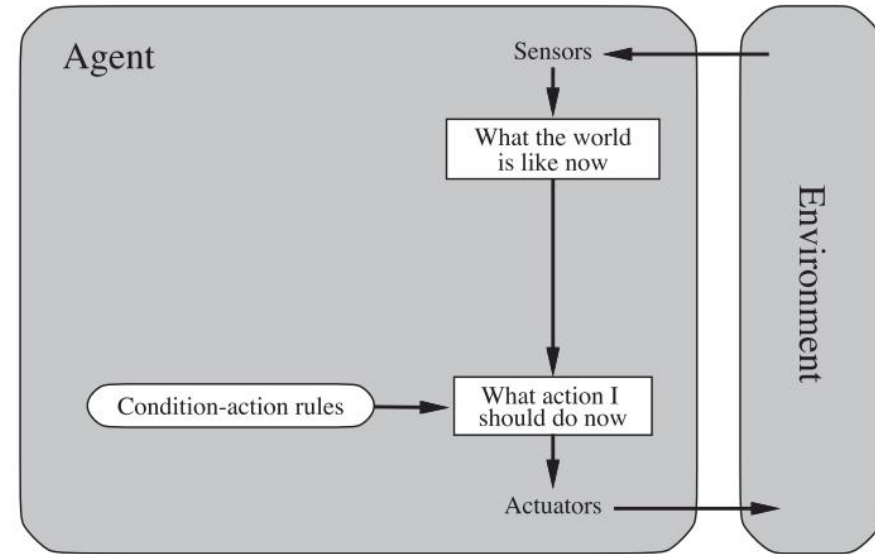 Agent
Sensors
What the world
is like now
Environment
Condition-action rules
What action I
should do now
Actuators